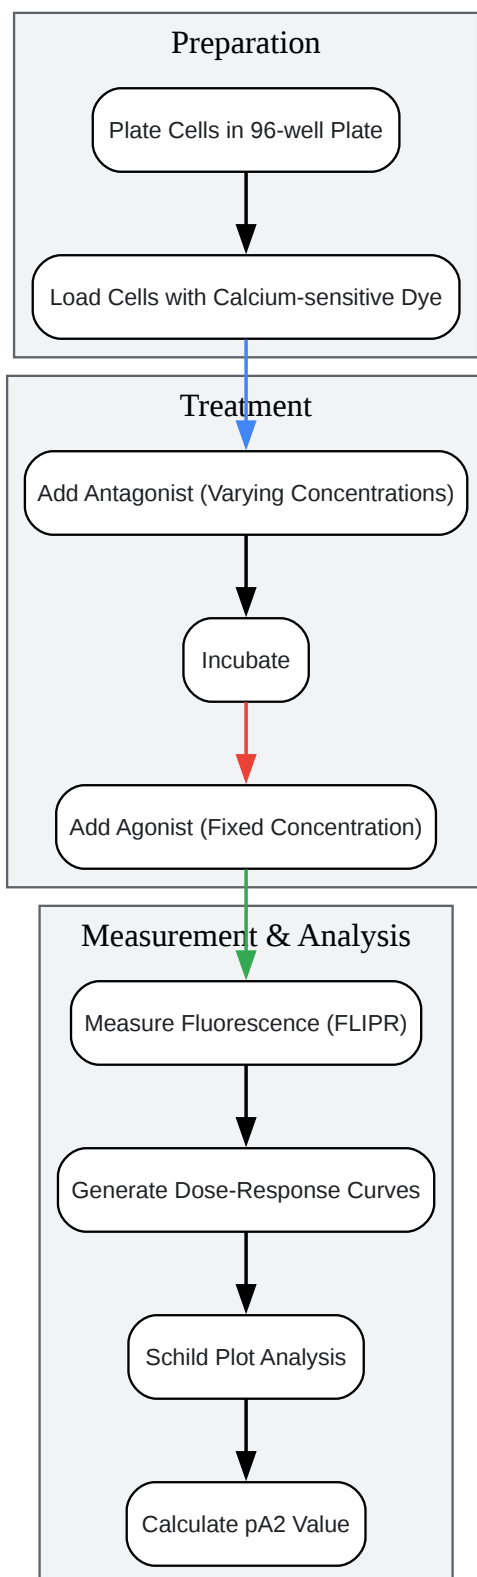 Preparation
Plate Cells in 96-well Plate
Load Cells with Calcium-sensitive Dye
Treatment
Add Antagonist (Varying Concentrations)
Incubate
Add Agonist (Fixed Concentration)
Measurement & Analysis
Measure Fluorescence (FLIPR)
Generate Dose-Response Curves
Schild Plot Analysis
Calculate pA2 Value